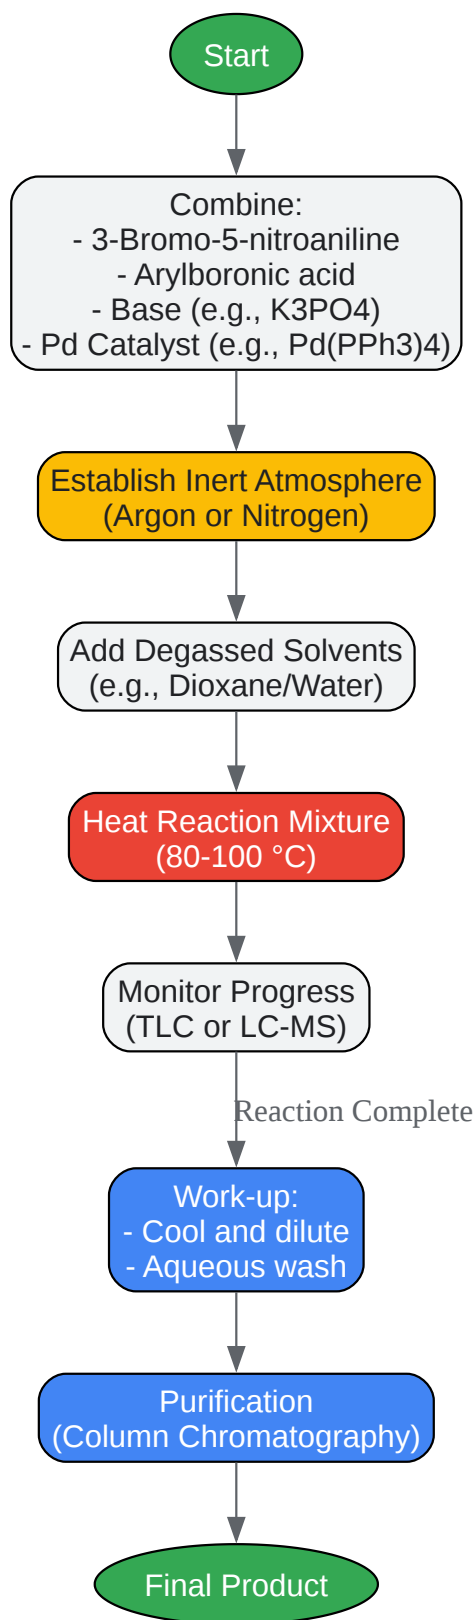 Start
Combine:
- 3-Bromo-5-nitroaniline
- Arylboronic acid
- Base (e.g., K3PO4)
- Pd Catalyst (e.g., Pd(PPh3)4)
Establish Inert Atmosphere
(Argon or Nitrogen)
Add Degassed Solvents
(e.g., Dioxane/Water)
Heat Reaction Mixture
(80-100 °C)
Monitor Progress
(TLC or LC-MS)
Reaction Complete
Work-up:
- Cool and dilute
- Aqueous wash
Purification
(Column Chromatography)
Final Product